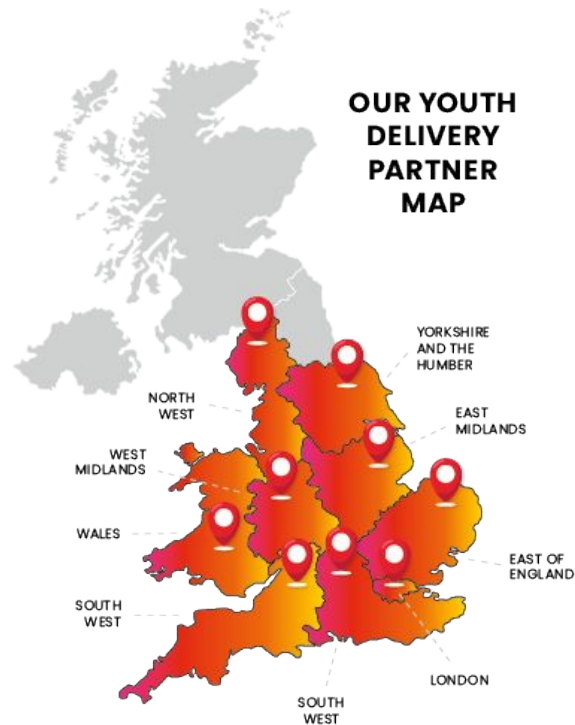 OUR YOUTH
DELIVERY
PARTNER
MAP
YORKSHIRE
AND THE
HUMBER
NORTH
WEST
EAST
MIDLANDS
WEST
MIDLANDS
WALES
EAST OF
ENGLAND
SOUTH
WEST
LONDON
SOUTH
WEST